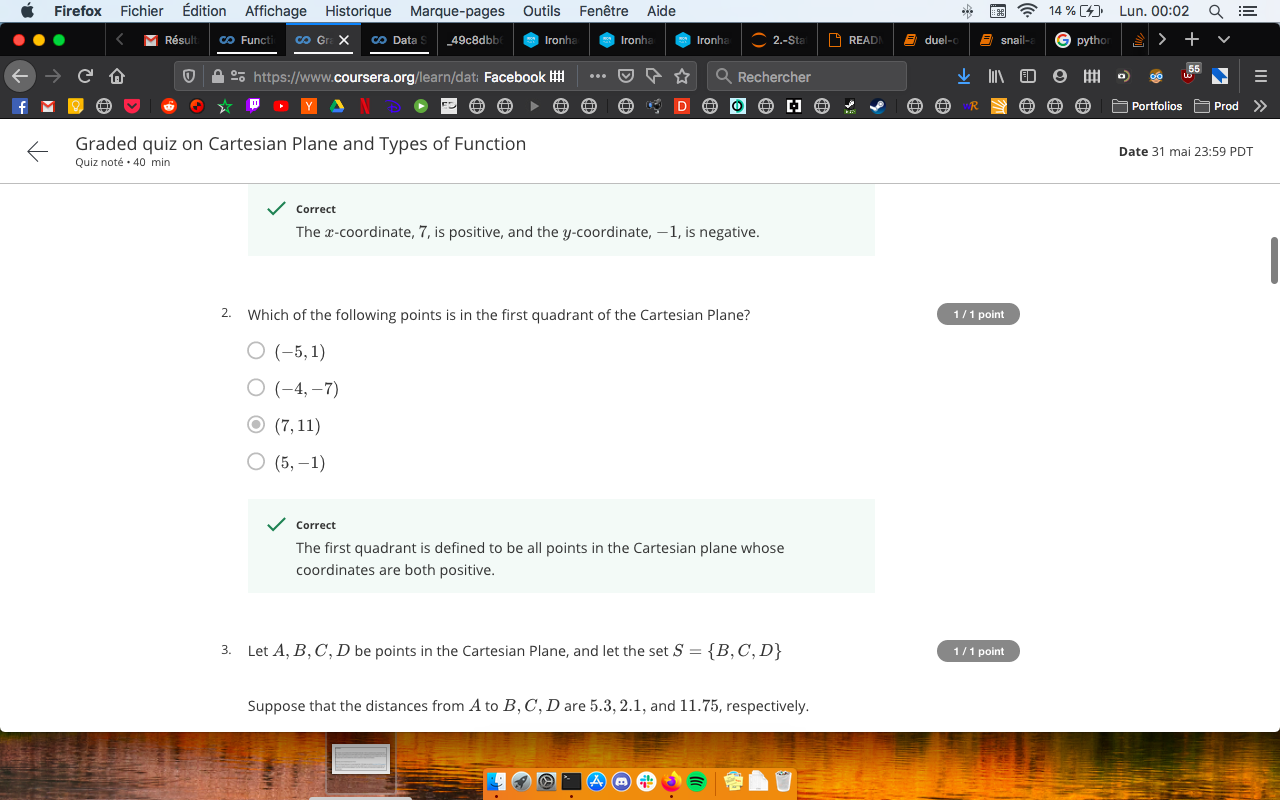 Firefox Fichier Édition Affichage Historique Marque-pages Outils Fenêtre Aide 14 % Lun. 00:02
Résult Functi Gr Data S _49c8dbb Ironha Ironha Ironha 2.-Sta READ duel-o snail- pytho
https://www.coursera.org/learn/dat Facebook Rechercher 55
Portfolios Prod
Graded quiz on Cartesian Plane and Types of Function
Quiz noté • 40 min
Date 31 mai 23:59 PDT
Correct
The x-coordinate, 7, is positive, and the y-coordinate, −1, is negative.
2. Which of the following points is in the first quadrant of the Cartesian Plane? 1 / 1 point
(−5, 1)
(−4, −7)
(7, 11)
(5, −1)
Correct
The first quadrant is defined to be all points in the Cartesian plane whose
coordinates are both positive.
3. Let A, B, C, D be points in the Cartesian Plane, and let the set S = {B, C, D} 1 / 1 point
Suppose that the distances from A to B, C, D are 5.3, 2.1, and 11.75, respectively.